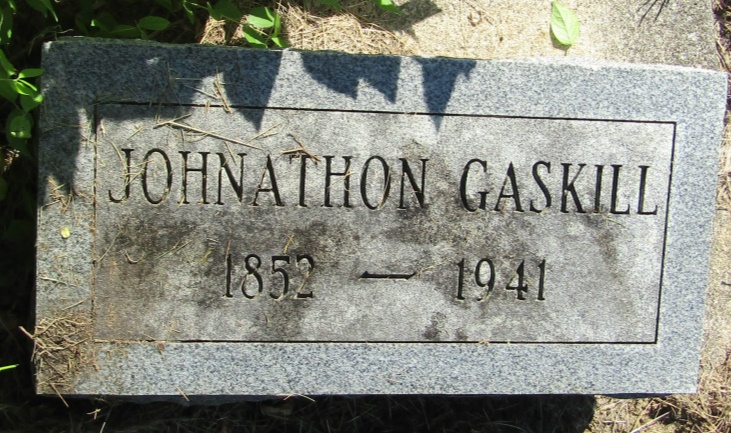 JOHNATHON GASKILL
1852 — 1941